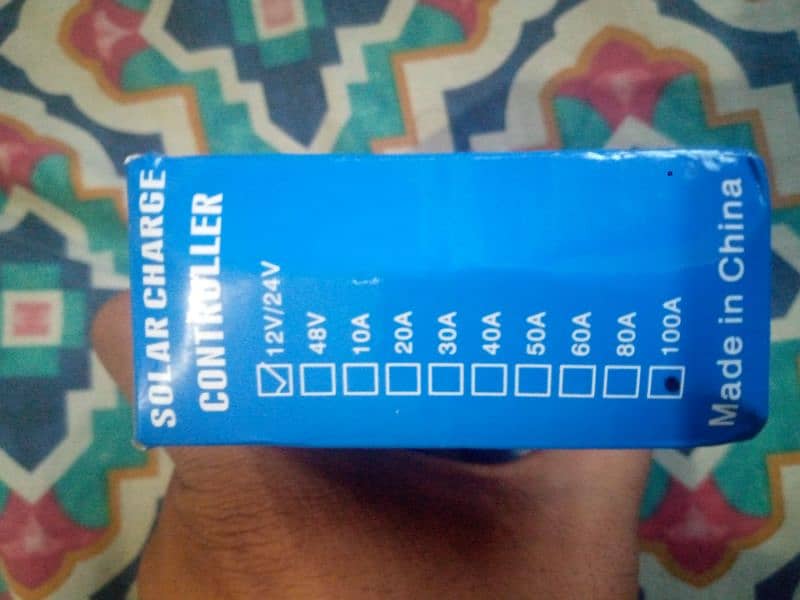 SOLAR CHARGE
CONTROLLER
12V/24V
48V
10A
20A
30A
40A
50A
60A
80A
100A
Made in China